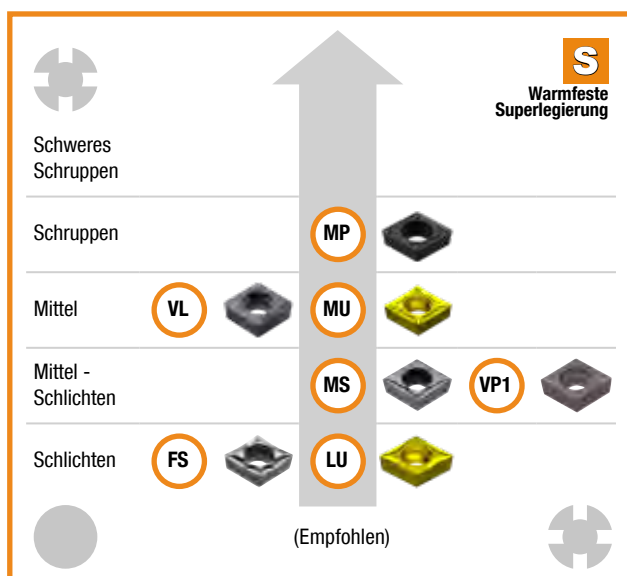 S
Warmfeste
Superlegierung
Schweres
Schruppen
Schruppen
MP
Mittel
VL
MU
Mittel -
Schlichten
MS
VP1
Schlichten
FS
LU
(Empfohlen)